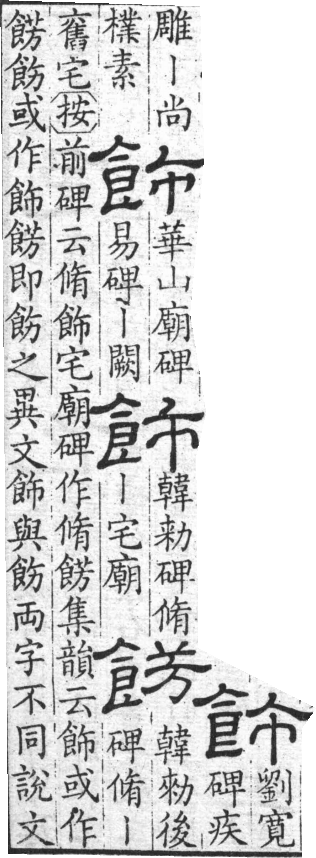 飾劉寬
碑疾
雕丨尚
樸素
飾華山廟碑
易碑丨闕
飾韓勑碑脩
丨宅廟
餝韓勑後
碑脩丨
舊宅按前碑云脩飾宅廟碑作脩餝集韻云飾或作
餝飭或作飾餝即飭之異文飾與飭両字不同說文